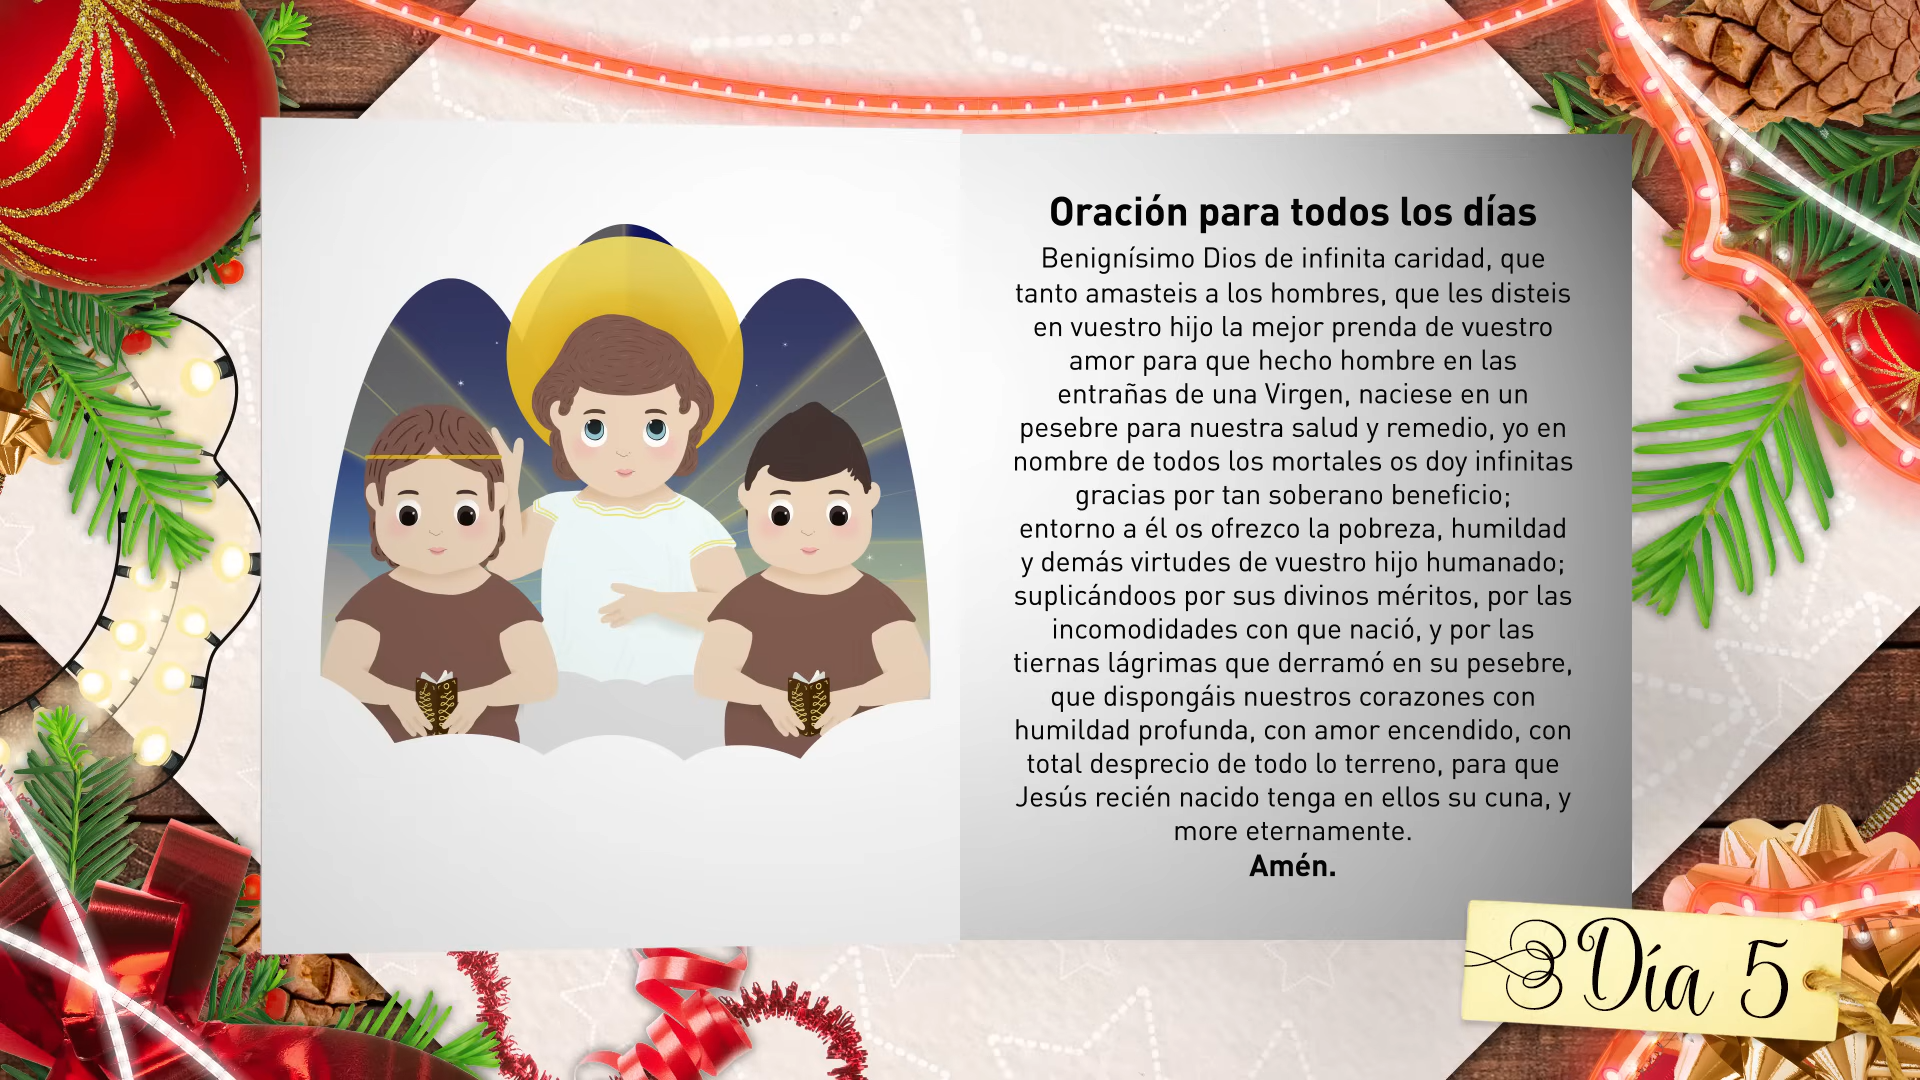 Oración para todos los días
Benignísimo Dios de infinita caridad, que
tanto amasteis a los hombres, que les disteis
en vuestro hijo la mejor prenda de vuestro
amor para que hecho hombre en las
entrañas de una Virgen, naciese en un
pesebre para nuestra salud y remedio, yo en
nombre de todos los mortales os doy infinitas
gracias por tan soberano beneficio;
entorno a él os ofrezco la pobreza, humildad
y demás virtudes de vuestro hijo humanado;
suplicándoos por sus divinos méritos, por las
incomodidades con que nació, y por las
tiernas lágrimas que derramó en su pesebre,
que dispongáis nuestros corazones con
humildad profunda, con amor encendido, con
total desprecio de todo lo terreno, para que
Jesús recién nacido tenga en ellos su cuna, y
more eternamente.
Amén.
Día 5